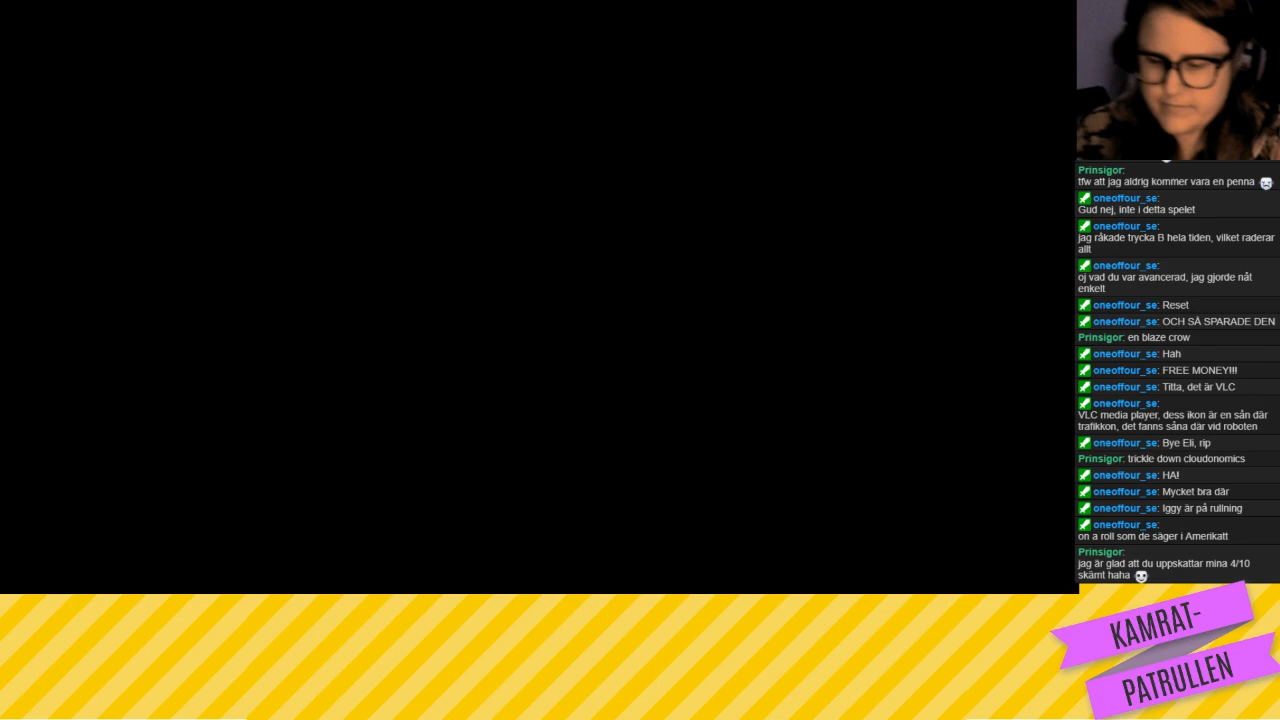 Prinsigor:
tfw att jag aldrig kommer vara en penna
oneoffour_se:
Gud nej, inte i detta spelet
oneoffour_se:
jag råkade trycka B hela tiden, vilket raderar
allt
oneoffour_se:
oj vad du var avancerad, jag gjorde nåt
enkelt
oneoffour_se: Reset
oneoffour_se: OCH SÅ SPARADE DEN
Prinsigor: en blaze crow
oneoffour_se: Hah
oneoffour_se: FREE MONEY!!!
oneoffour_se: Titta, det är VLC
oneoffour_se:
VLC media player, dess ikon är en sån där
trafikkon, det fanns såna där vid roboten
oneoffour_se: Bye Eli, rip
Prinsigor: trickle down cloudonomics
oneoffour_se: HA!
oneoffour_se: Mycket bra där
oneoffour_se: Iggy är på rullning
oneoffour_se:
on a roll som de säger i Amerikatt
Prinsigor:
jag är glad att du uppskattar mina 4/10
skämt haha
KAMRAT-
PATRULLEN